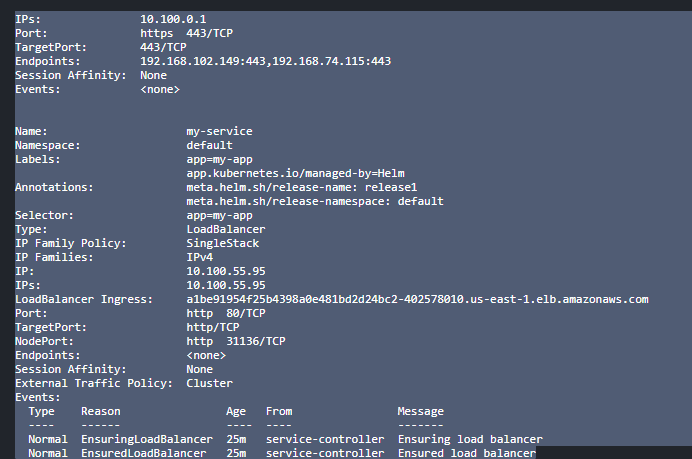 IPs:               10.100.0.1
Port:              https  443/TCP
TargetPort:        443/TCP
Endpoints:         192.168.102.149:443,192.168.74.115:443
Session Affinity:  None
Events:            <none>
Name:                     my-service
Namespace:                default
Labels:                   app=my-app
                          app.kubernetes.io/managed-by=Helm
Annotations:              meta.helm.sh/release-name: release1
                          meta.helm.sh/release-namespace: default
Selector:                 app=my-app
Type:                     LoadBalancer
IP Family Policy:         SingleStack
IP Families:              IPv4
IP:                       10.100.55.95
IPs:                      10.100.55.95
LoadBalancer Ingress:     a1be91954f25b4398a0e481bd2d24bc2-402578010.us-east-1.elb.amazonaws.com
Port:                     http  80/TCP
TargetPort:               http/TCP
NodePort:                 http  31136/TCP
Endpoints:                <none>
Session Affinity:         None
External Traffic Policy:  Cluster
Events:
  Type    Reason                Age   From                Message
  ----    ------                ----  ----                -------
  Normal  EnsuringLoadBalancer  25m   service-controller  Ensuring load balancer
  Normal  EnsuredLoadBalancer   25m   service-controller  Ensured load balancer